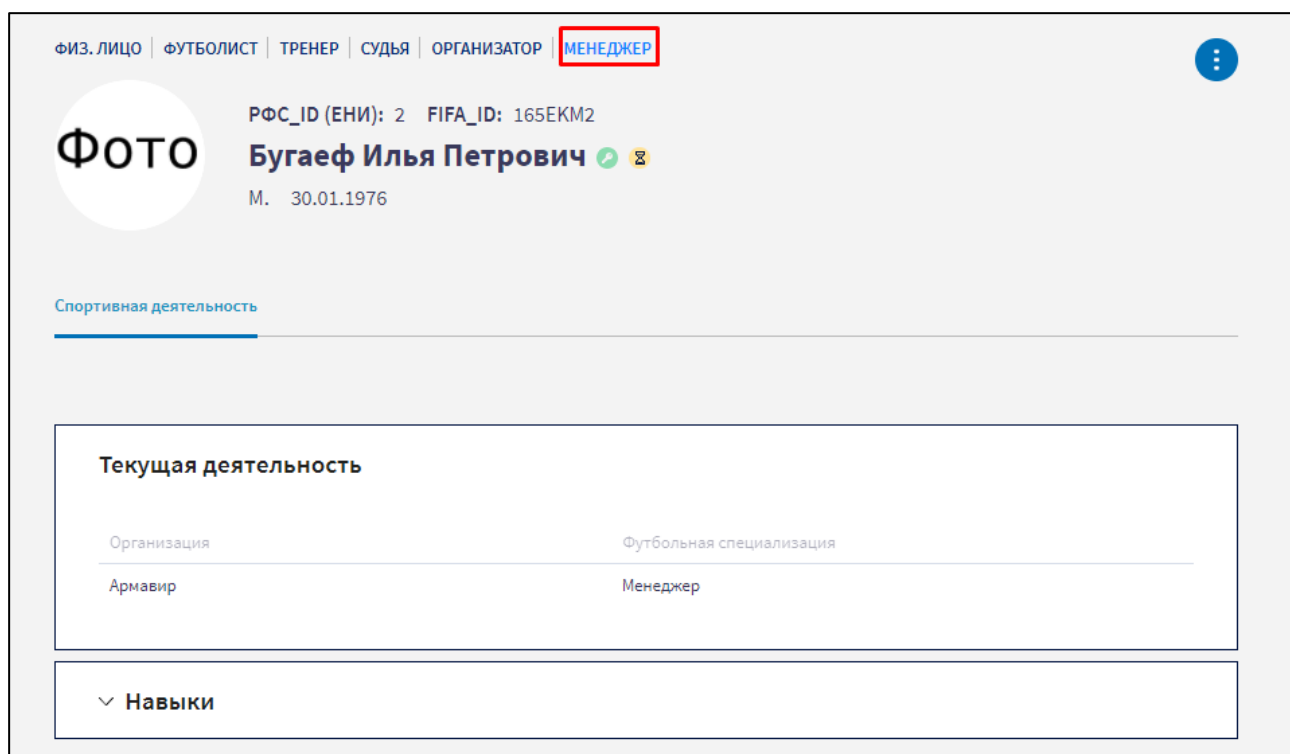 ФИЗ. ЛИЦО | ФУТБОЛИСТ | ТРЕНЕР | СУДЬЯ | ОРГАНИЗАТОР | МЕНЕДЖЕР
Фото
РФС_ID (ЕНИ): 2 FIFA_ID: 165EKM2
Бугаеф Илья Петрович
М. 30.01.1976
Спортивная деятельность
Текущая деятельность
Организация Футбольная специализация
Армавир Менеджер
Навыки